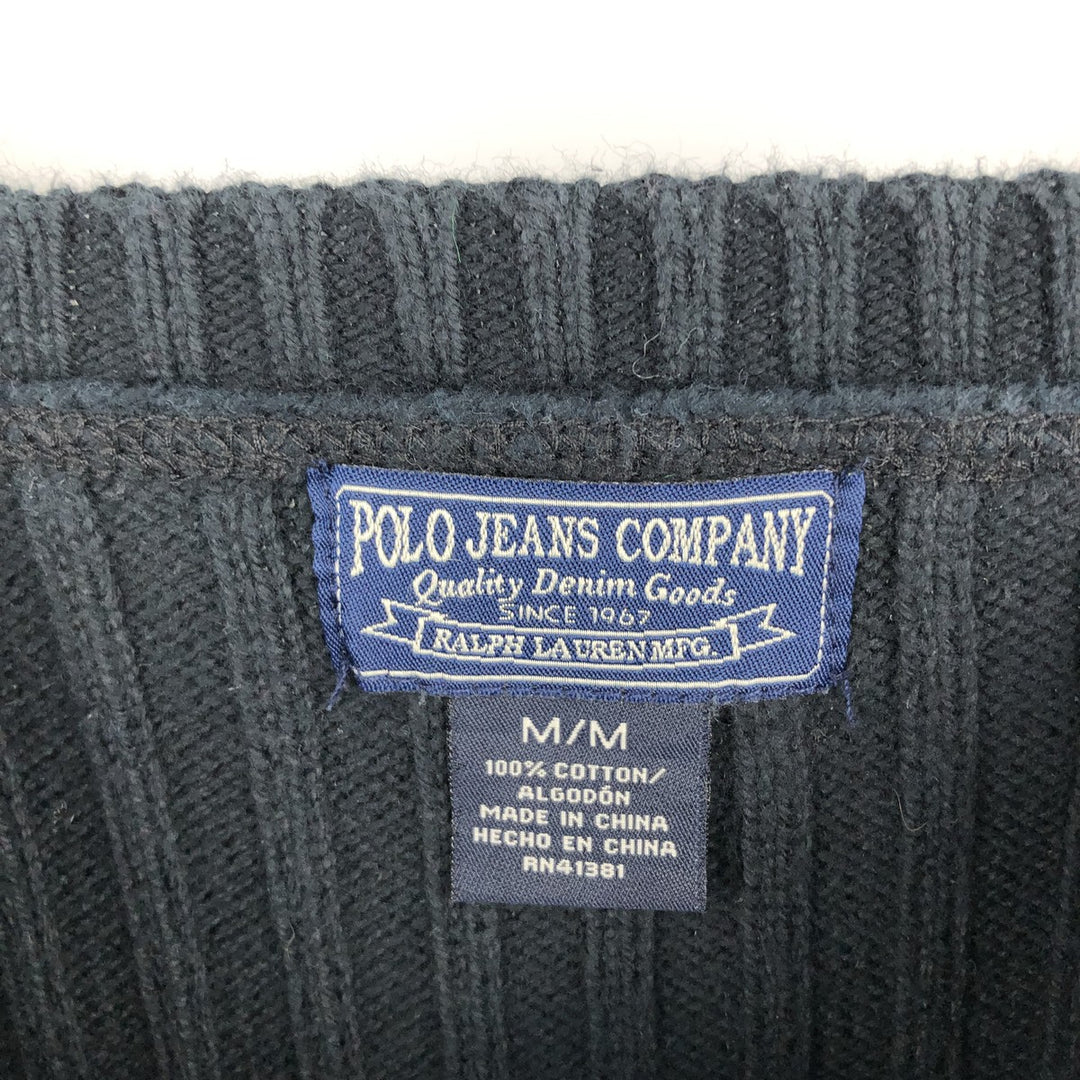 POLO JEANS COMPANY
Quality Denim Goods
SINCE 1967
RALPH LAUREN MFG.
M/M
100% COTTON/
ALGODÓN
MADE IN CHINA
HECHO EN CHINA
RN41381